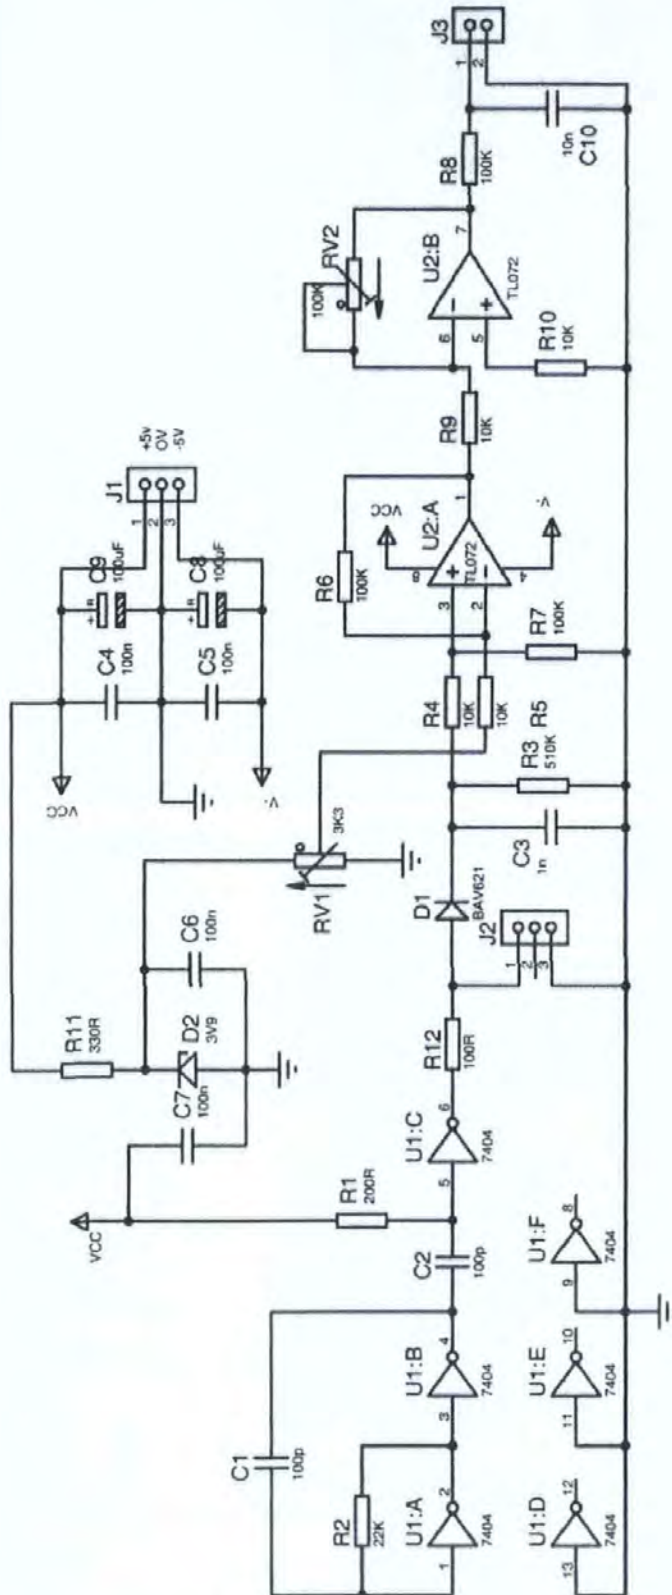 J1
+5v
0V
-5V
1
2
3
C9
100uF
C8
100uF
C4
100n
C5
100n
VCC
V-
R11
330R
C6
100n
D2
3V9
C7
100n
VCC
RV1
3K3
R1
200R
C1
100p
R2
22K
1
2
U1:A
7404
3
4
U1:B
7404
C2
100p
5
6
U1:C
7404
R12
100R
J2
1
2
3
D1
BAV621
C3
1n
R3
510K
R4
10K
R5
10K
R6
100K
R7
100K
VCC
8
3
2
1
4
V-
U2:A
TL072
R9
10K
RV2
100K
6
5
7
U2:B
TL072
R10
10K
R8
100K
C10
10n
J3
1
2
13
12
U1:D
7404
11
10
U1:E
7404
9
8
U1:F
7404